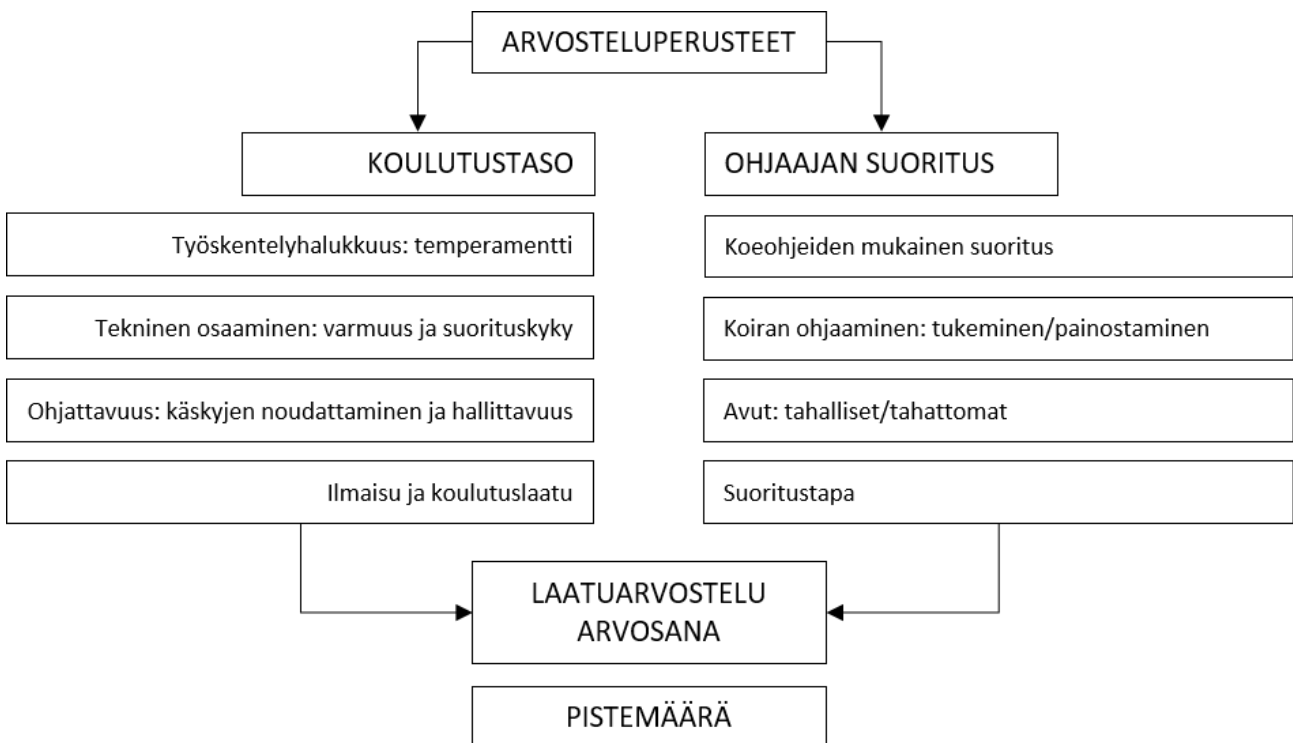 ARVOSTELUPERUSTEET
KOULUTUSTASO
Työskentelyhalukkuus: temperamentti
Tekninen osaaminen: varmuus ja suorituskyky
Ohjattavuus: käskyjen noudattaminen ja hallittavuus
Ilmaisu ja koulutuslaatu
OHJAAJAN SUORITUS
Koeohjeiden mukainen suoritus
Koiran ohjaaminen: tukeminen/painostaminen
Avut: tahalliset/tahattomat
Suoritustapa
LAATUARVOSTELU
ARVOSANA
PISTEMÄÄRÄ